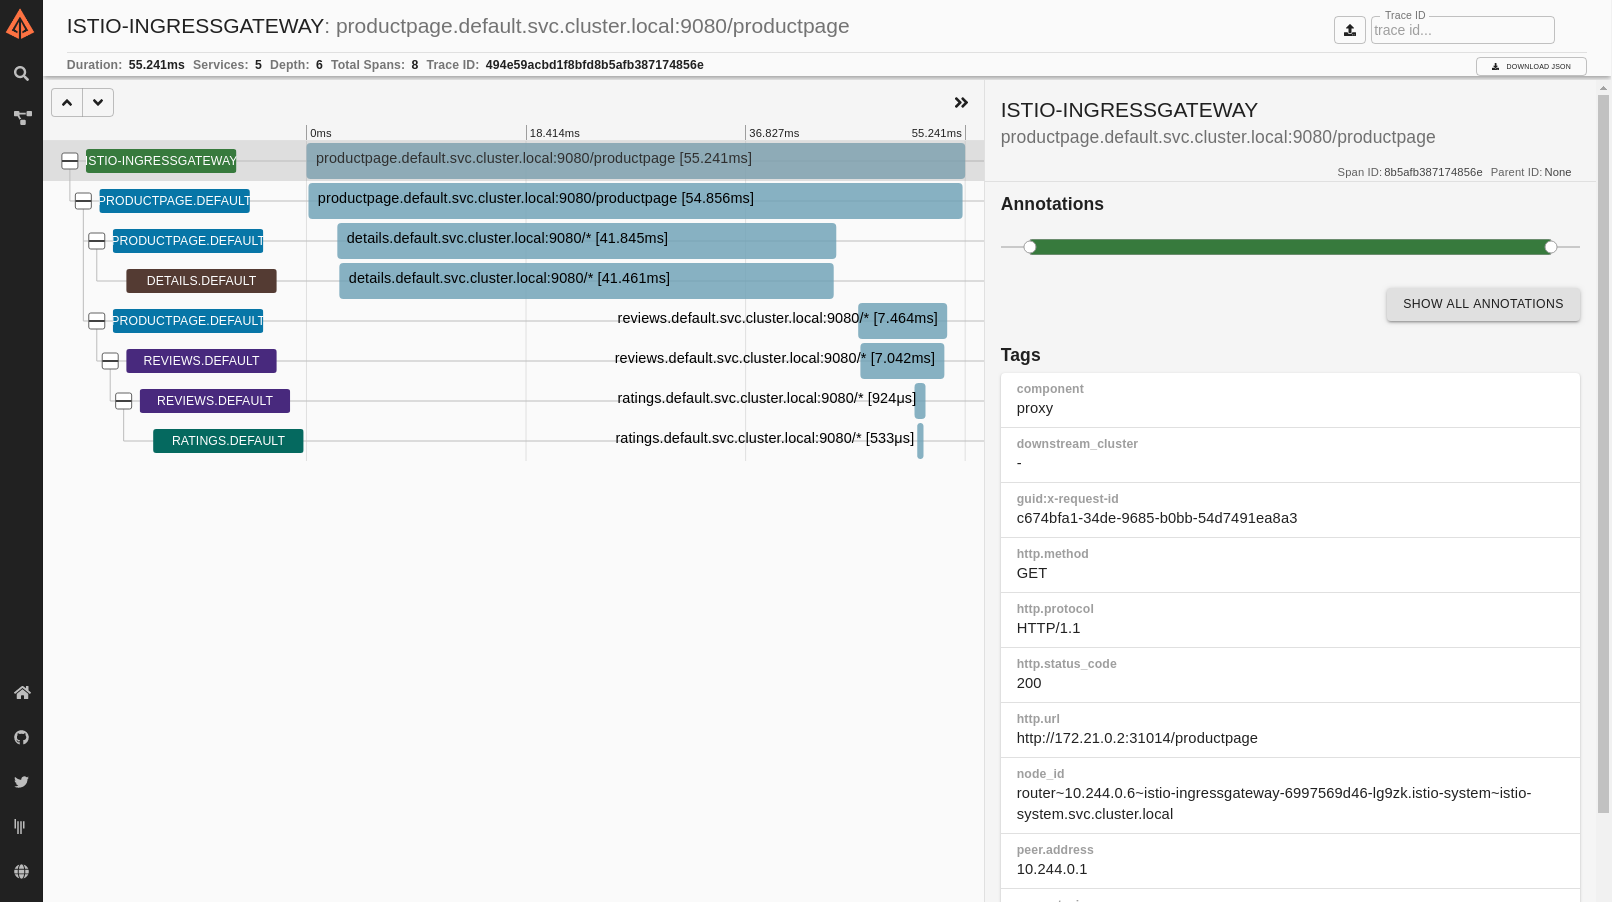 ISTIO-INGRESSGATEWAY: productpage.default.svc.cluster.local:9080/productpage
Trace ID
trace id...
Duration: 55.241ms Services: 5 Depth: 6 Total Spans: 8 Trace ID: 494e59acbd1f8bfd8b5afb387174856e
DOWNLOAD JSON
0ms 18.414ms 36.827ms 55.241ms
ISTIO-INGRESSGATEWAY productpage.default.svc.cluster.local:9080/productpage [55.241ms]
PRODUCTPAGE.DEFAULT productpage.default.svc.cluster.local:9080/productpage [54.856ms]
PRODUCTPAGE.DEFAULT details.default.svc.cluster.local:9080/* [41.845ms]
DETAILS.DEFAULT details.default.svc.cluster.local:9080/* [41.461ms]
PRODUCTPAGE.DEFAULT reviews.default.svc.cluster.local:9080/* [7.464ms]
REVIEWS.DEFAULT reviews.default.svc.cluster.local:9080/* [7.042ms]
REVIEWS.DEFAULT ratings.default.svc.cluster.local:9080/* [924μs]
RATINGS.DEFAULT ratings.default.svc.cluster.local:9080/* [533μs]
ISTIO-INGRESSGATEWAY
productpage.default.svc.cluster.local:9080/productpage
Span ID: 8b5afb387174856e Parent ID: None
Annotations
SHOW ALL ANNOTATIONS
Tags
component
proxy
downstream_cluster
-
guid:x-request-id
c674bfa1-34de-9685-b0bb-54d7491ea8a3
http.method
GET
http.protocol
HTTP/1.1
http.status_code
200
http.url
http://172.21.0.2:31014/productpage
node_id
router~10.244.0.6~istio-ingressgateway-6997569d46-lg9zk.istio-system~istio-
system.svc.cluster.local
peer.address
10.244.0.1